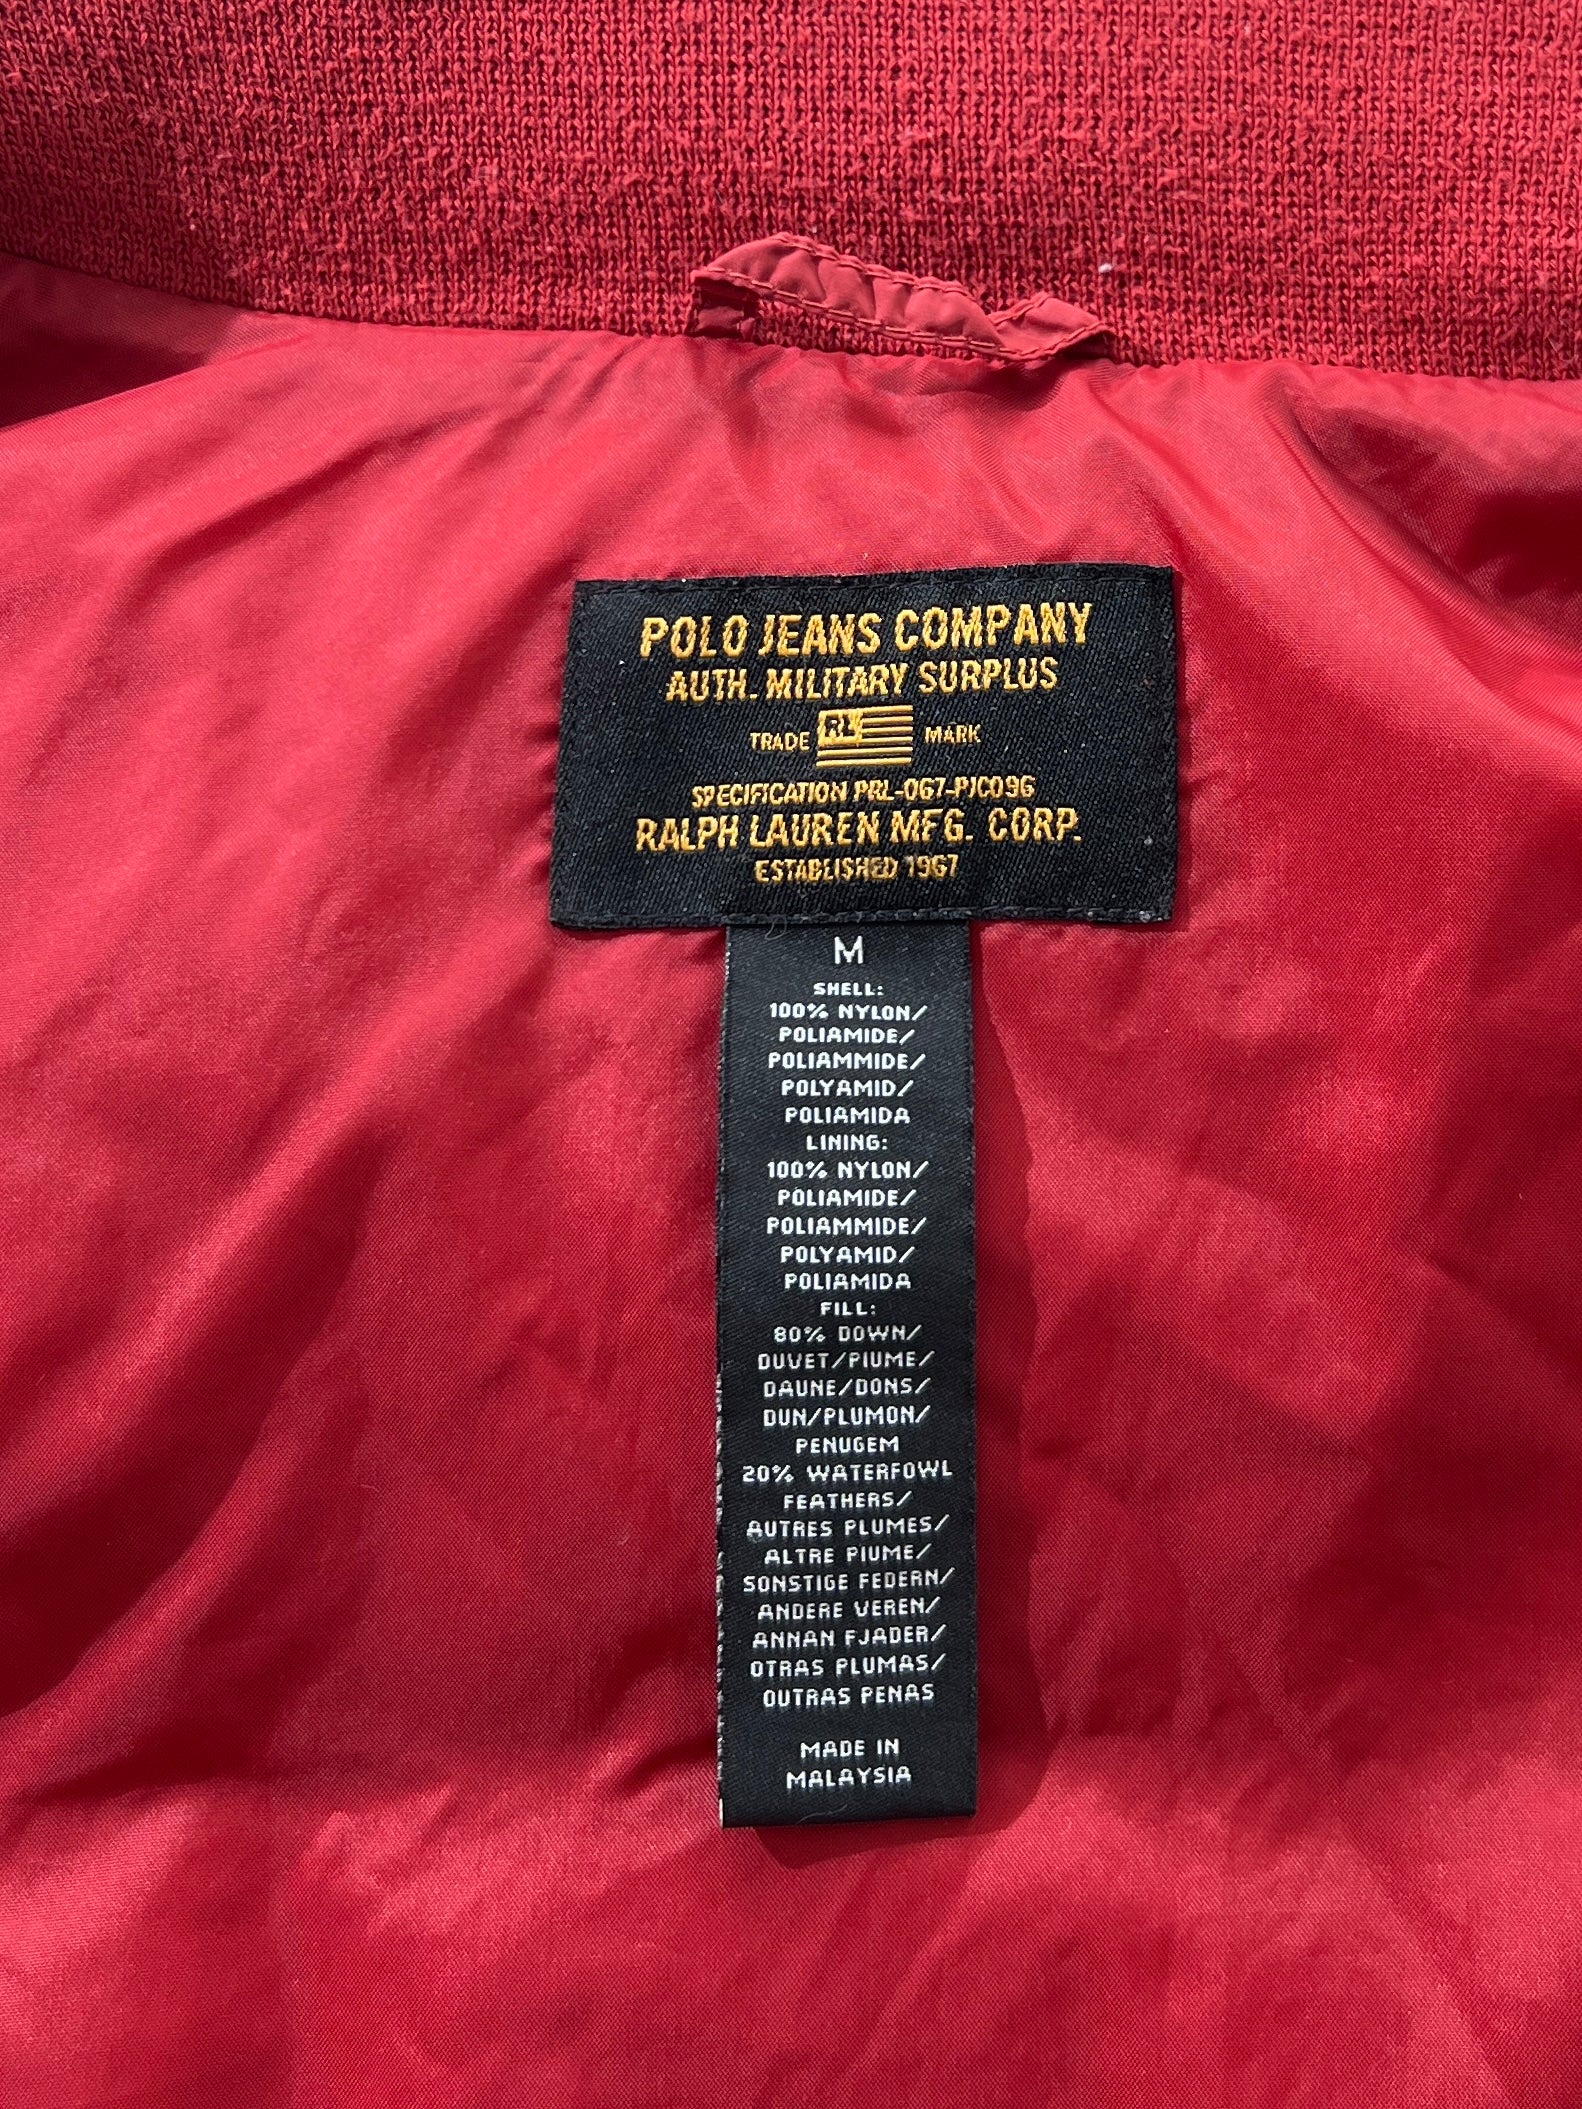 POLO JEANS COMPANY
AUTH. MILITARY SURPLUS
TRADE RL MARK
SPECIFICATION PRL-067-PJC096
RALPH LAUREN MFG. CORP.
ESTABLISHED 1967
M
SHELL:
100% NYLON/
POLIAMIDE/
POLIAMMIDE/
POLYAMID/
POLIAMIDA
LINING:
100% NYLON/
POLIAMIDE/
POLIAMMIDE/
POLYAMID/
POLIAMIDA
FILL:
80% DOWN/
DUVET/PIUME/
DAUNE/DONS/
DUN/PLUMON/
PENUGEM
20% WATERFOWL
FEATHERS/
AUTRES PLUMES/
ALTRE PIUME/
SONSTIGE FEDERN/
ANDERE VEREN/
ANNAN FJADER/
OTRAS PLUMAS/
OUTRAS PENAS
MADE IN
MALAYSIA